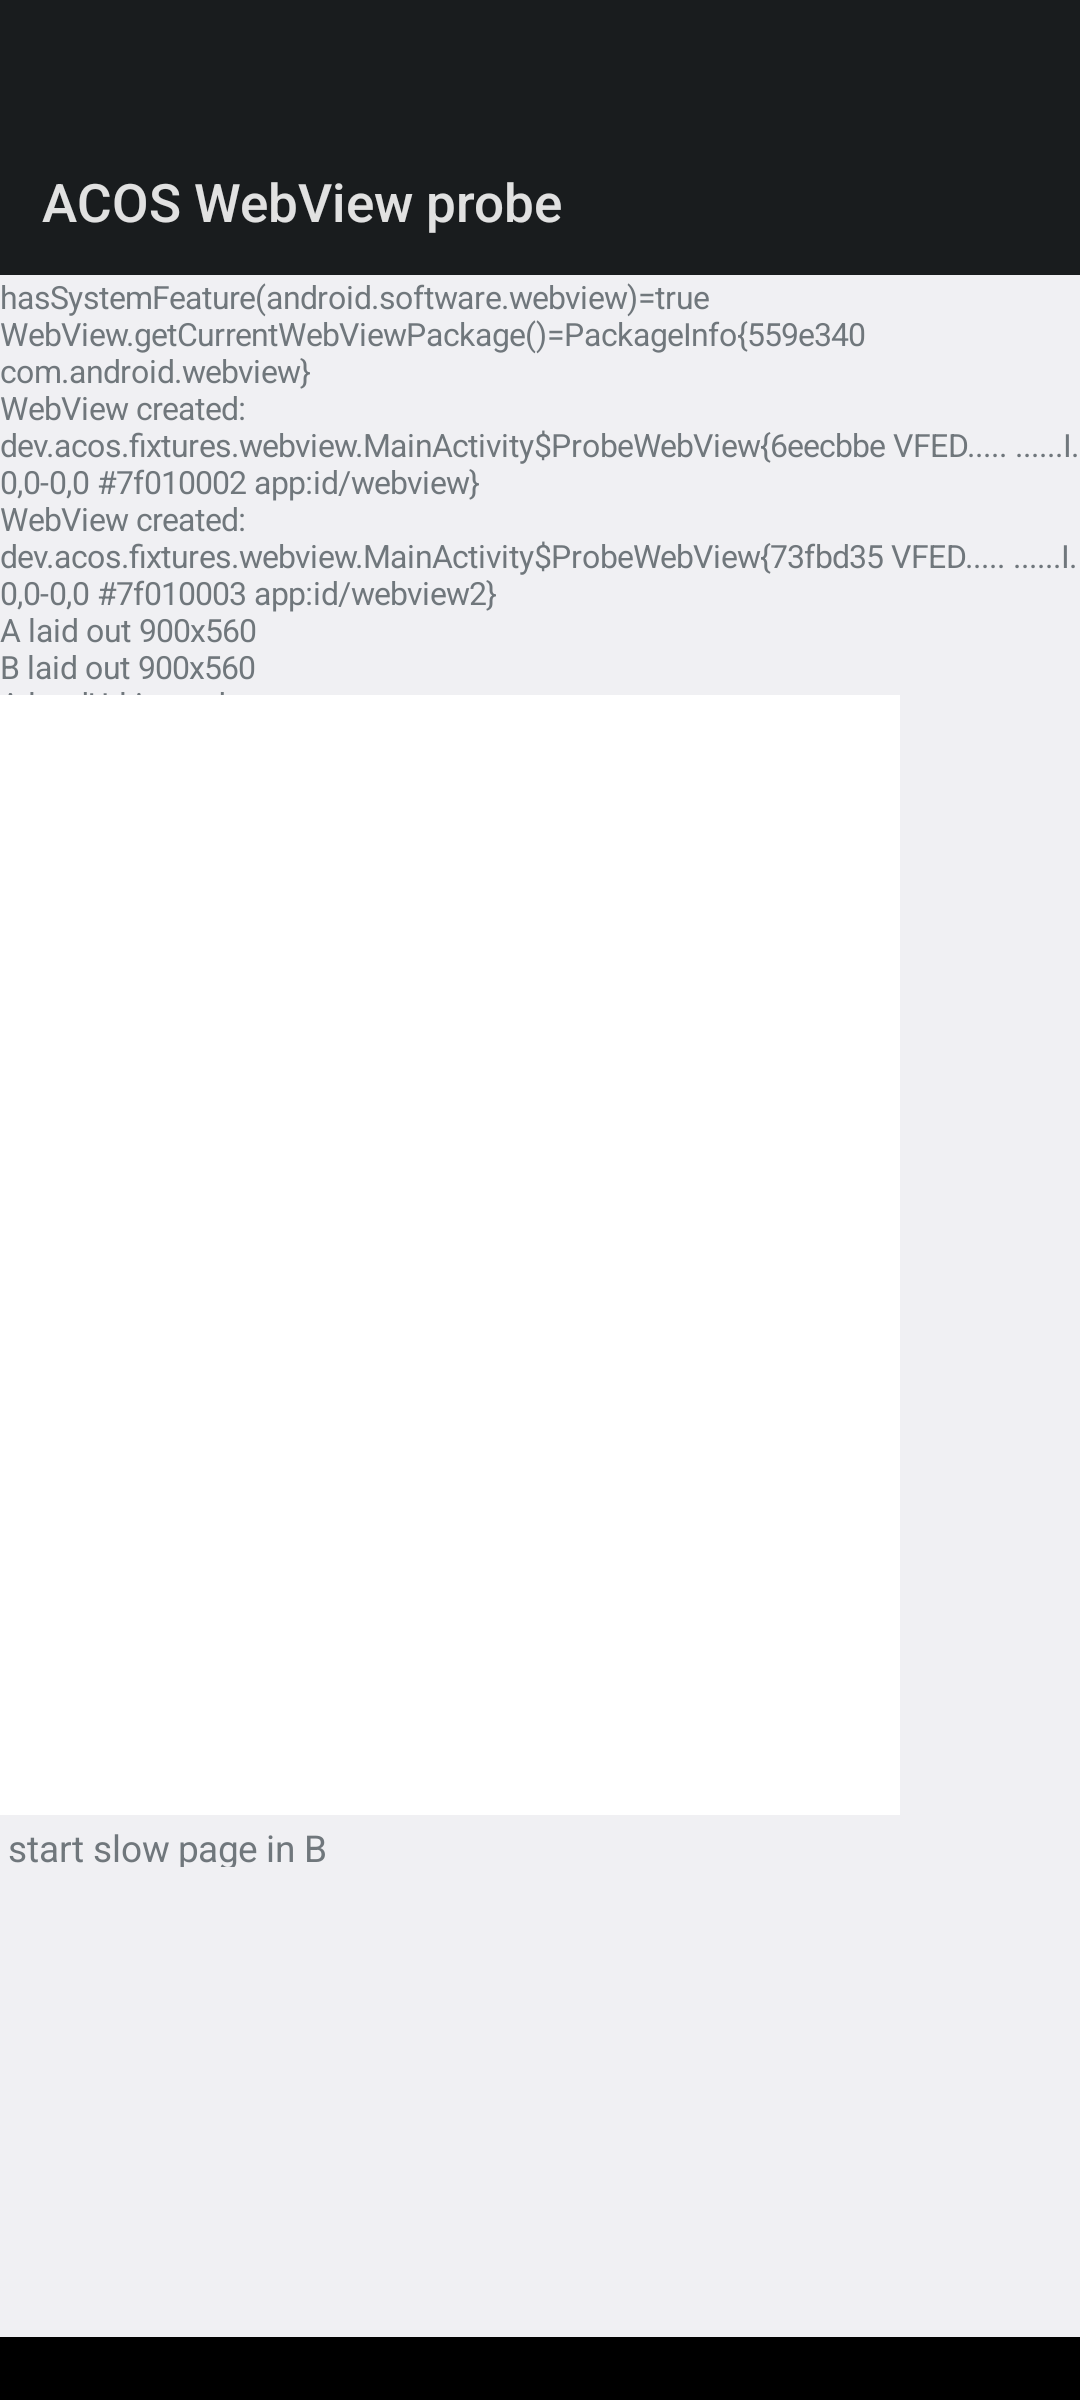 ACOS WebView probe
hasSystemFeature(android.software.webview)=true
WebView.getCurrentWebViewPackage()=PackageInfo{559e340
com.android.webview}
WebView created:
dev.acos.fixtures.webview.MainActivity$ProbeWebView{6eecbbe VFED..... ......I.
0,0-0,0 #7f010002 app:id/webview}
WebView created:
dev.acos.fixtures.webview.MainActivity$ProbeWebView{73fbd35 VFED..... ......I.
0,0-0,0 #7f010003 app:id/webview2}
A laid out 900x560
B laid out 900x560
start slow page in B